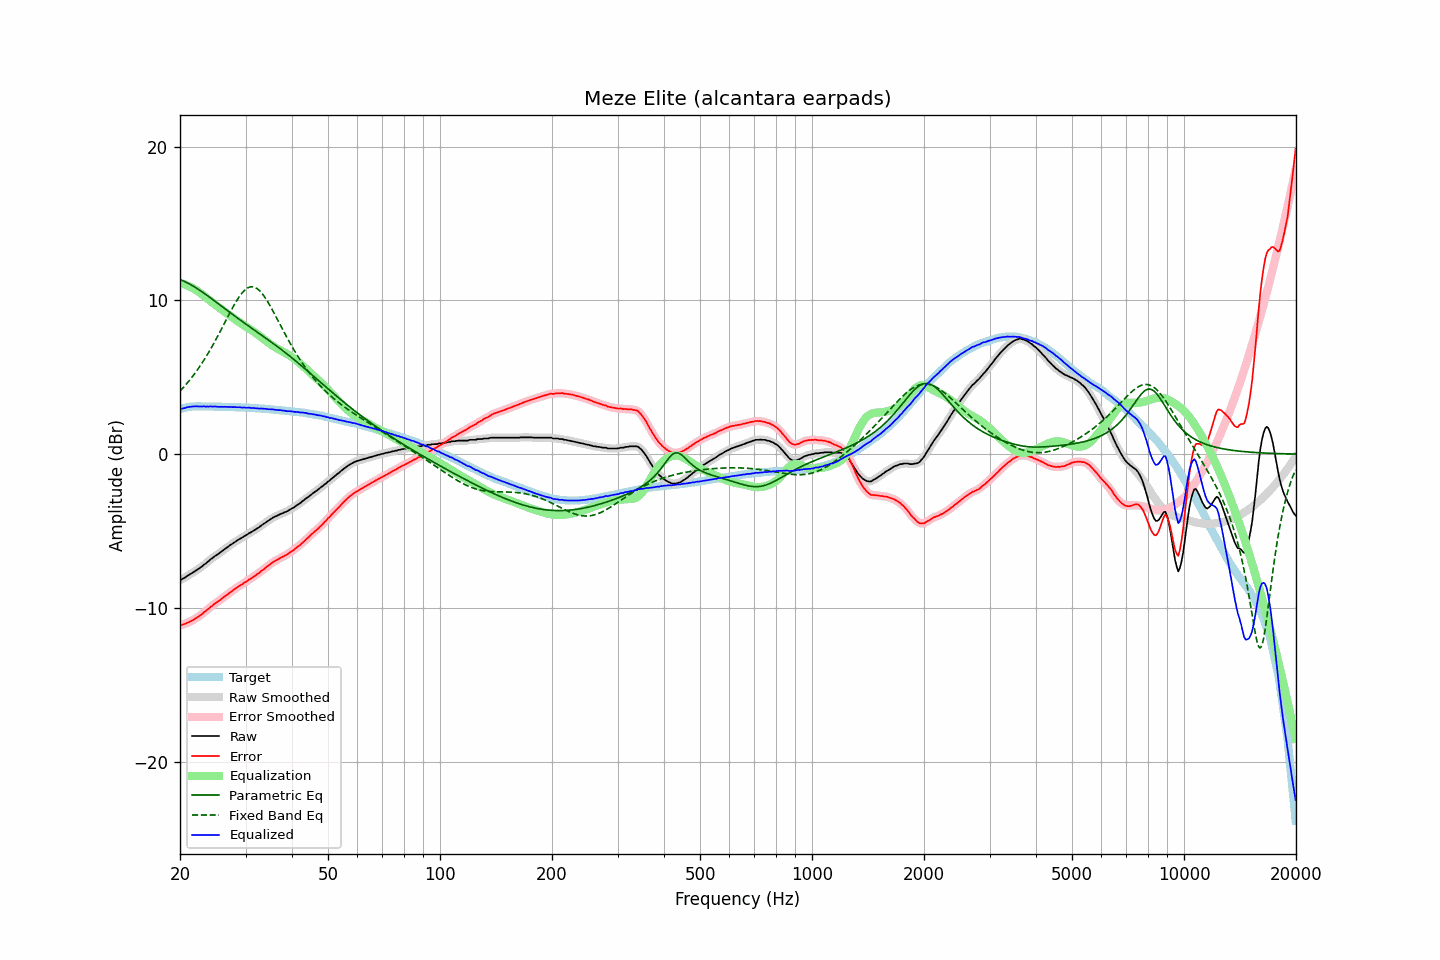 Meze Elite (alcantara earpads)
Amplitude (dBr)
20
10
0
−10
−20
Target
Raw Smoothed
Error Smoothed
Raw
Error
Equalization
Parametric Eq
Fixed Band Eq
Equalized
20 50 100 200 500 1000 2000 5000 10000 20000
Frequency (Hz)